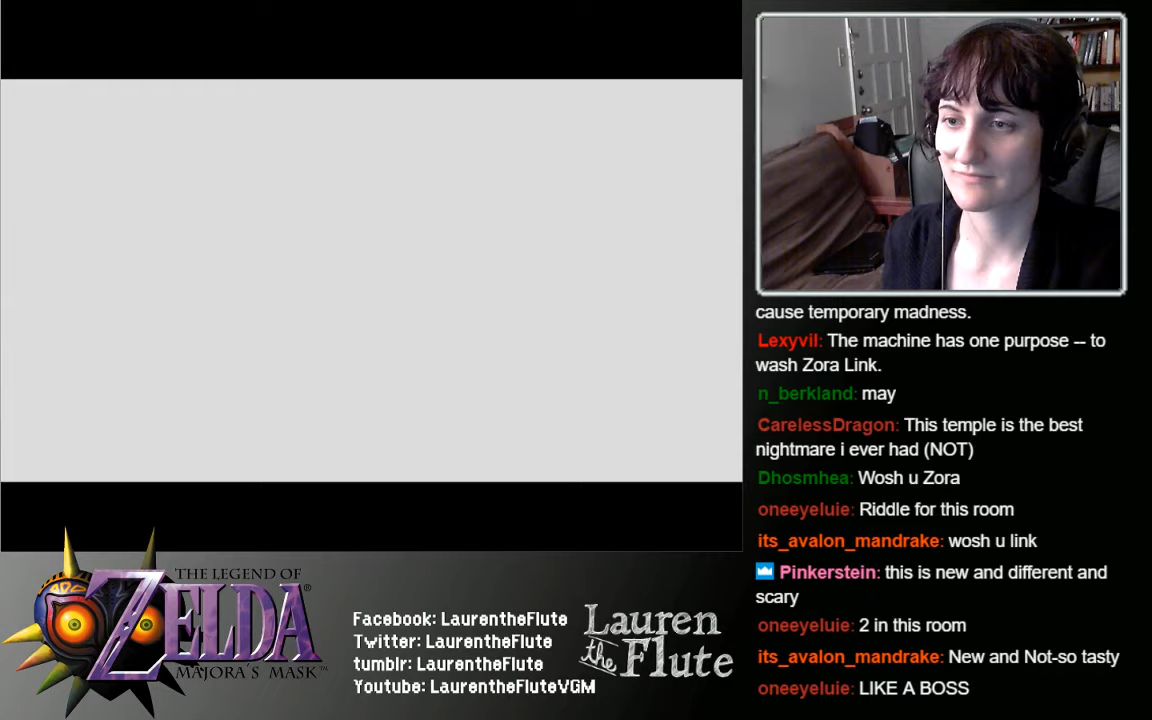 cause temporary madness.
Lexyvil: The machine has one purpose -- to
wash Zora Link.
n_berkland: may
CarelessDragon: This temple is the best
nightmare i ever had (NOT)
Dhosmhea: Wosh u Zora
oneeyeluie: Riddle for this room
its_avalon_mandrake: wosh u link
Pinkerstein: this is new and different and
scary
oneeyeluie: 2 in this room
its_avalon_mandrake: New and Not-so tasty
oneeyeluie: LIKE A BOSS
THE LEGEND OF
ZELDA®
MAJORA'S MASK™
Facebook: LaurentheFlute
Twitter: LaurentheFlute
tumblr: LaurentheFlute
Youtube: LaurentheFluteVGM
Lauren
the Flute